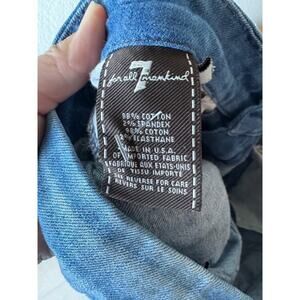 7
for all mankind
98% COTTON
2% SPANDEX
98% COTON
2% ELASTHANE
MADE IN U.S.A.
OF IMPORTED FABRIC
FABRIQUE AUX ETATS-UNIS
DE TISSU IMPORTE
SEE REVERSE FOR CARE
REVERS SUR LE SOINS